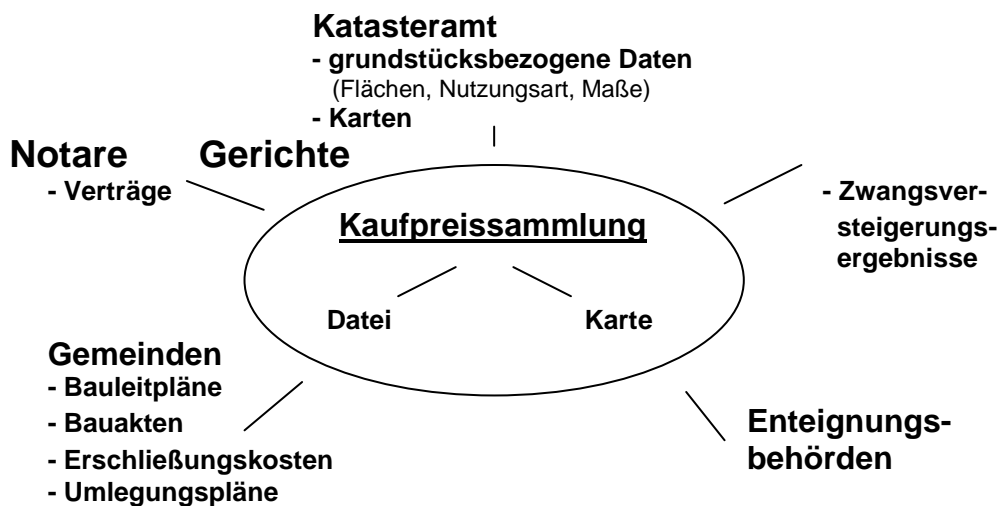 Katasteramt
- grundstücksbezogene Daten
(Flächen, Nutzungsart, Maße)
- Karten
Notare Gerichte
- Verträge
- Zwangsver-
steigerungs-
ergebnisse
Kaufpreissammlung
Datei Karte
Gemeinden
- Bauleitpläne
- Bauakten
- Erschließungskosten
- Umlegungspläne
Enteignungs-
behörden